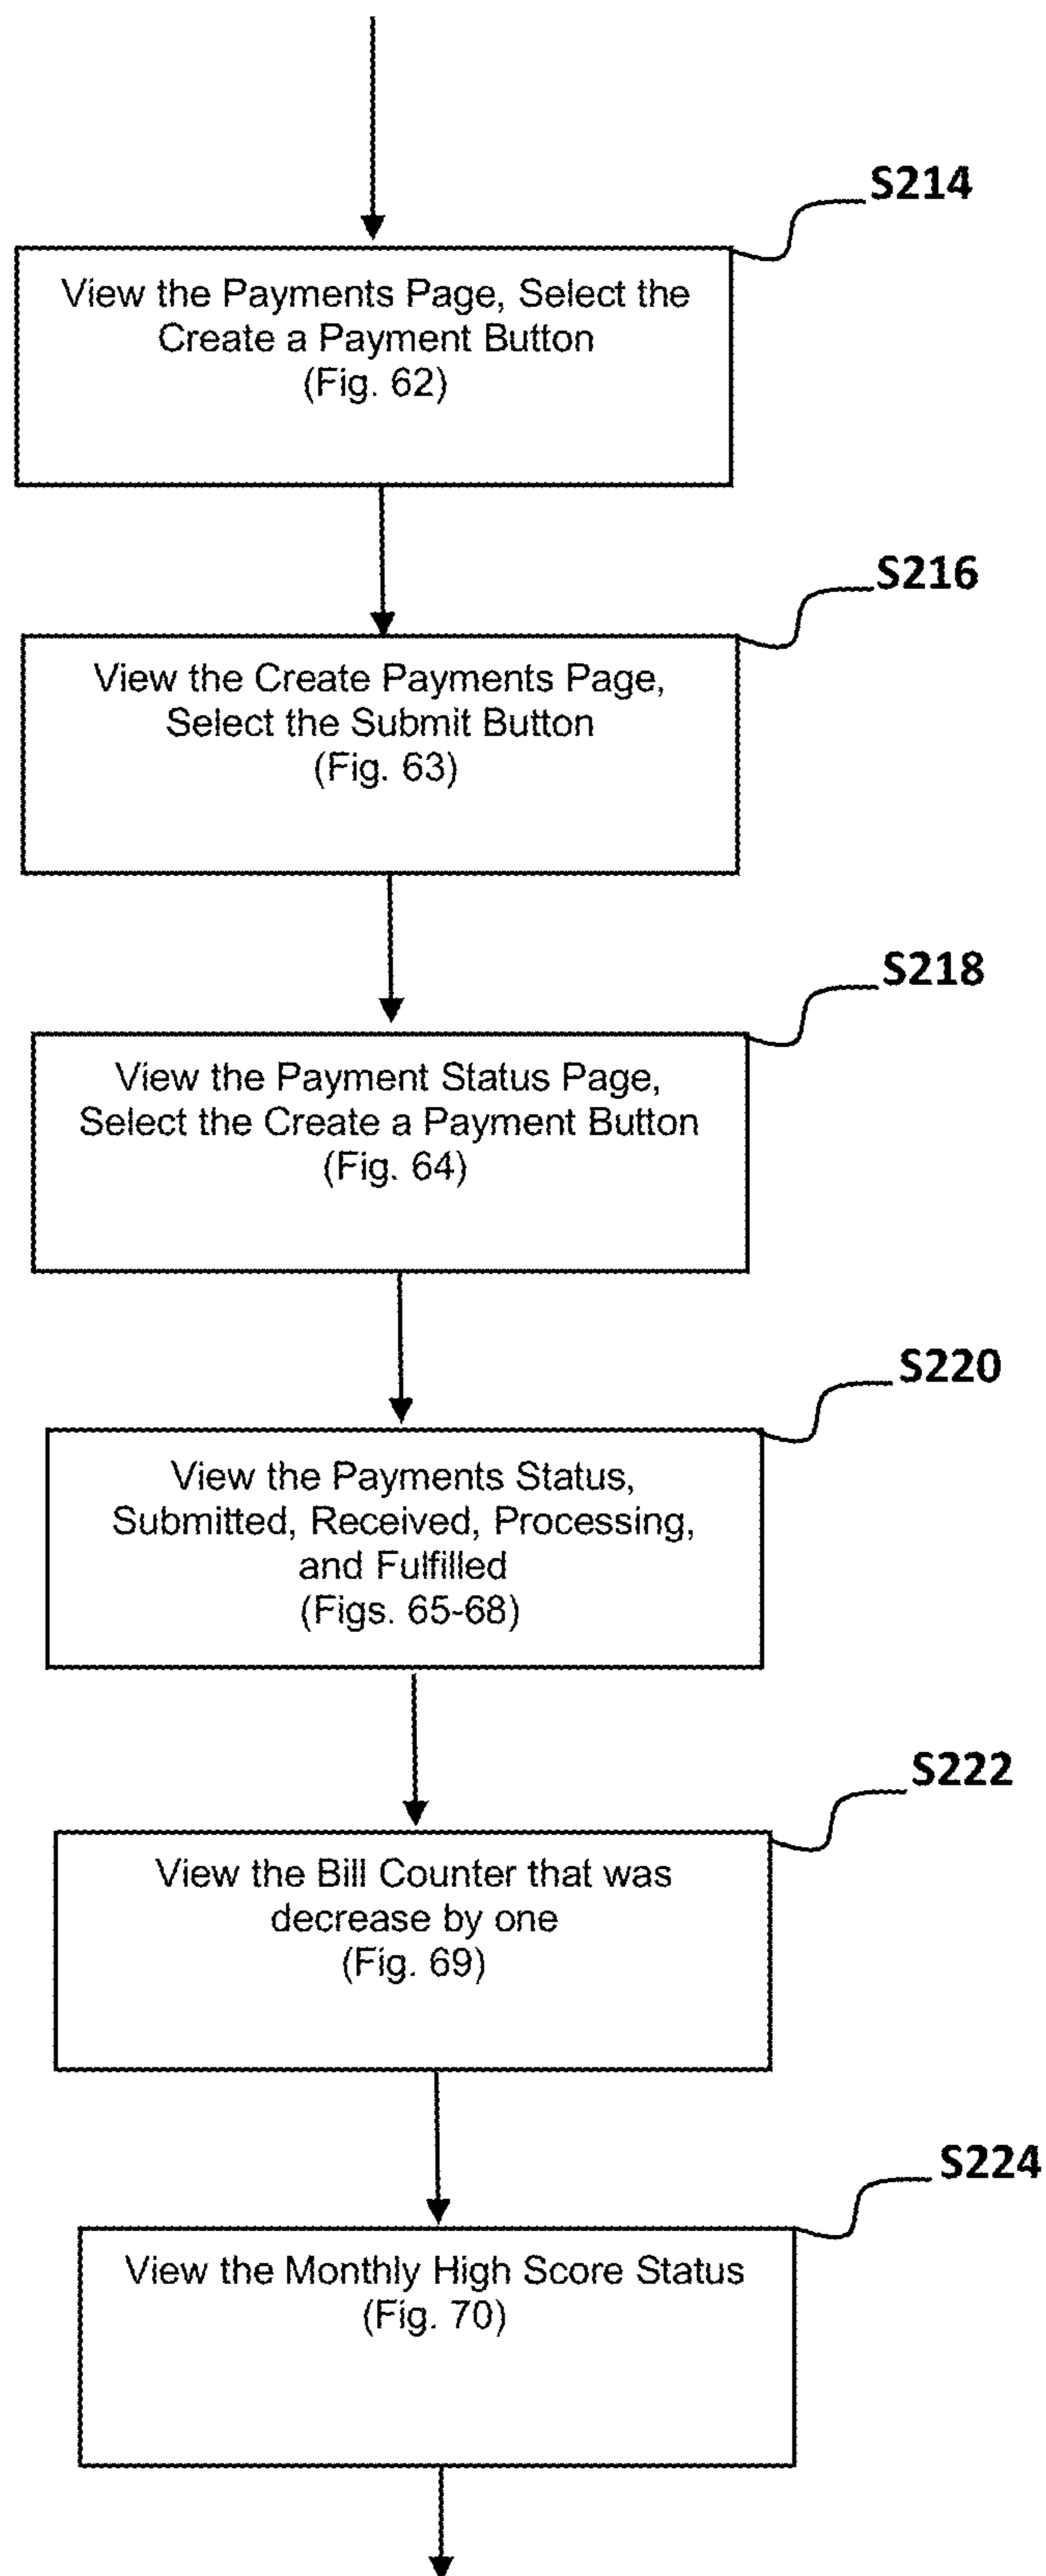 S214
View the Payments Page, Select the
Create a Payment Button
(Fig. 62)
S216
View the Create Payments Page,
Select the Submit Button
(Fig. 63)
S218
View the Payment Status Page,
Select the Create a Payment Button
(Fig. 64)
S220
View the Payments Status,
Submitted, Received, Processing,
and Fulfilled
(Figs. 65-68)
S222
View the Bill Counter that was
decrease by one
(Fig. 69)
S224
View the Monthly High Score Status
(Fig. 70)